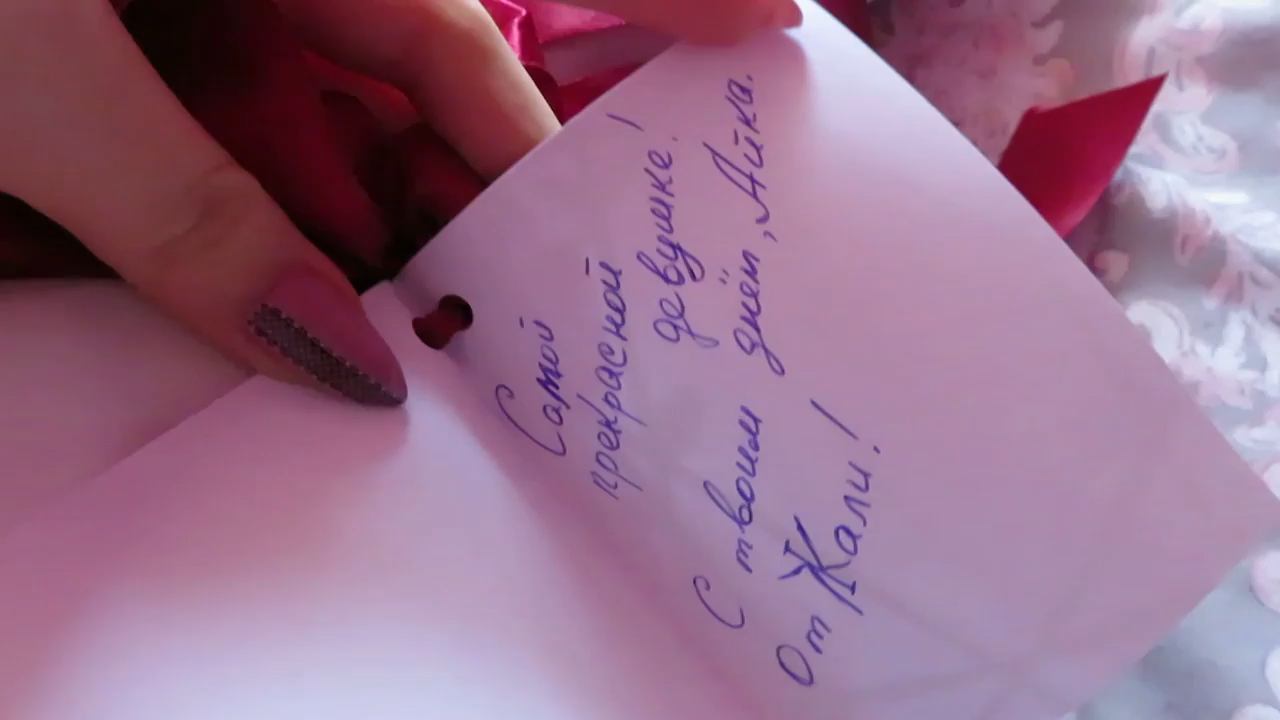 Самой
прекрасной
девушке!
С твоим днём, Айка.
От Жали!